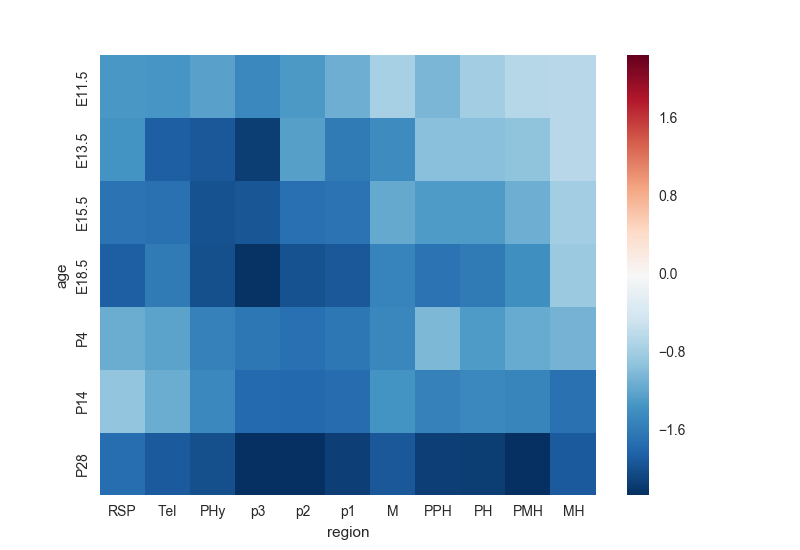 E11.5
E13.5
E15.5
E18.5
P4
P14
P28
age
RSP Tel PHy p3 p2 p1 M PPH PH PMH MH
region
1.6
0.8
0.0
−0.8
−1.6